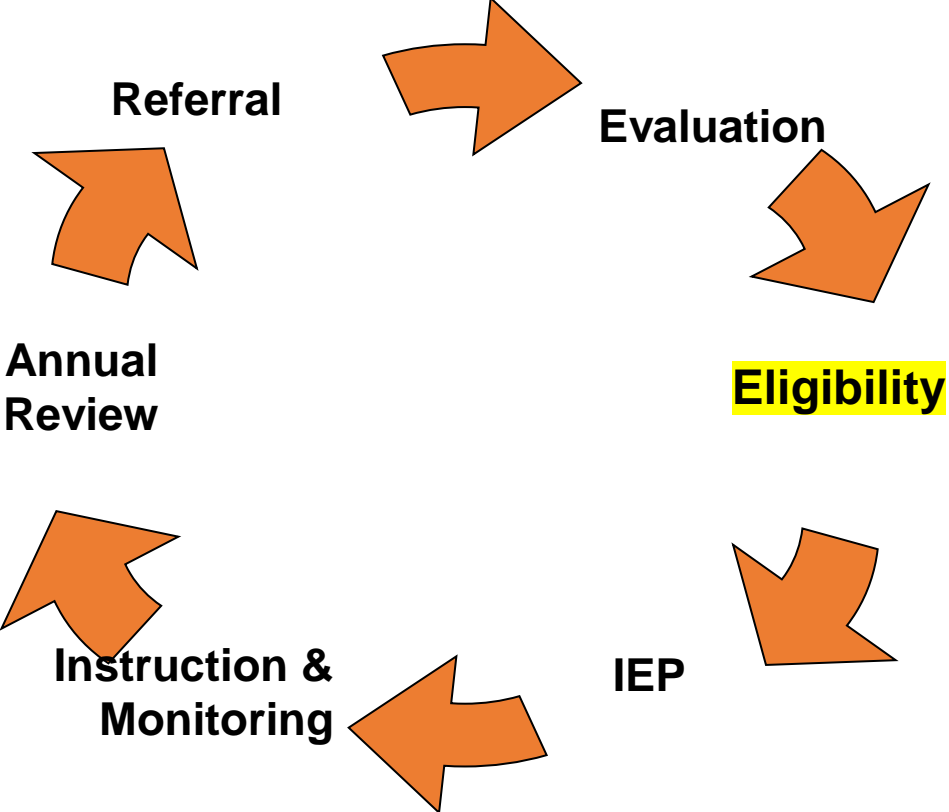 Referral
Evaluation
Eligibility
IEP
Instruction &
Monitoring
Annual
Review